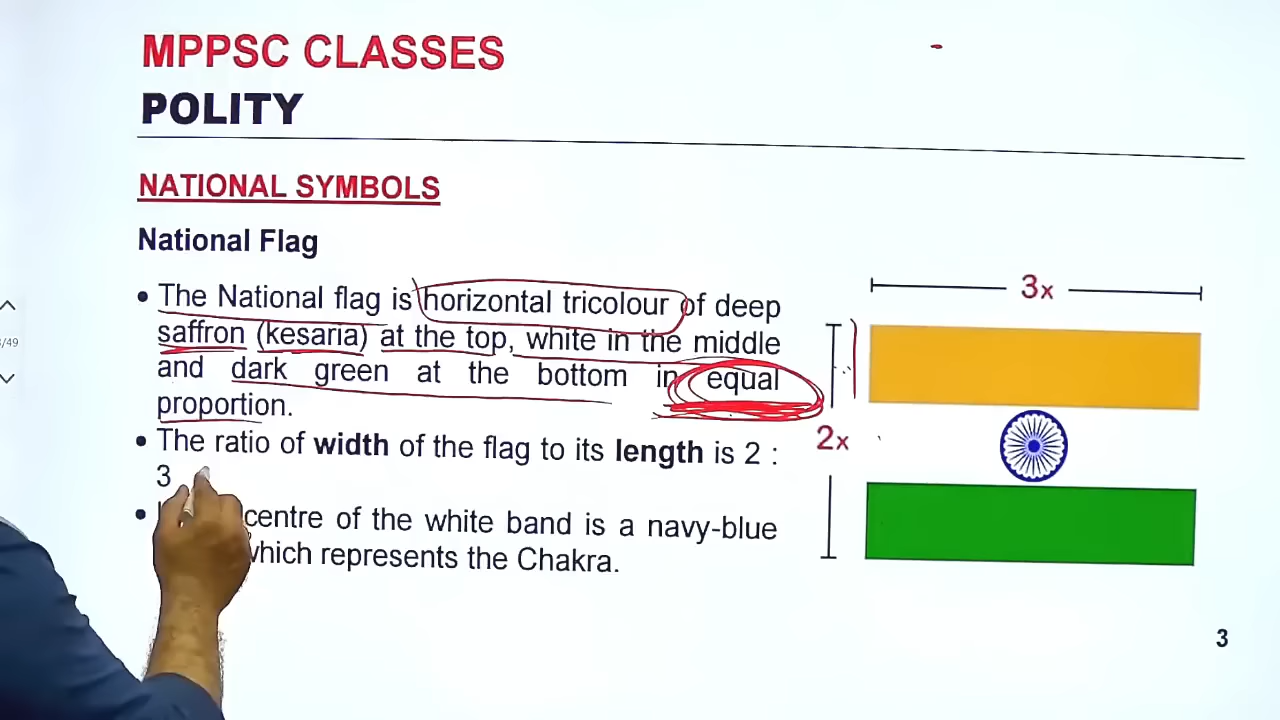 MPPSC CLASSES
POLITY
NATIONAL SYMBOLS
National Flag
• The National flag is horizontal tricolour of deep
saffron (kesaria) at the top, white in the middle
and dark green at the bottom in equal
proportion.
• The ratio of width of the flag to its length is 2 :
3
• centre of the white band is a navy-blue
which represents the Chakra.
3x
2x
/49
3